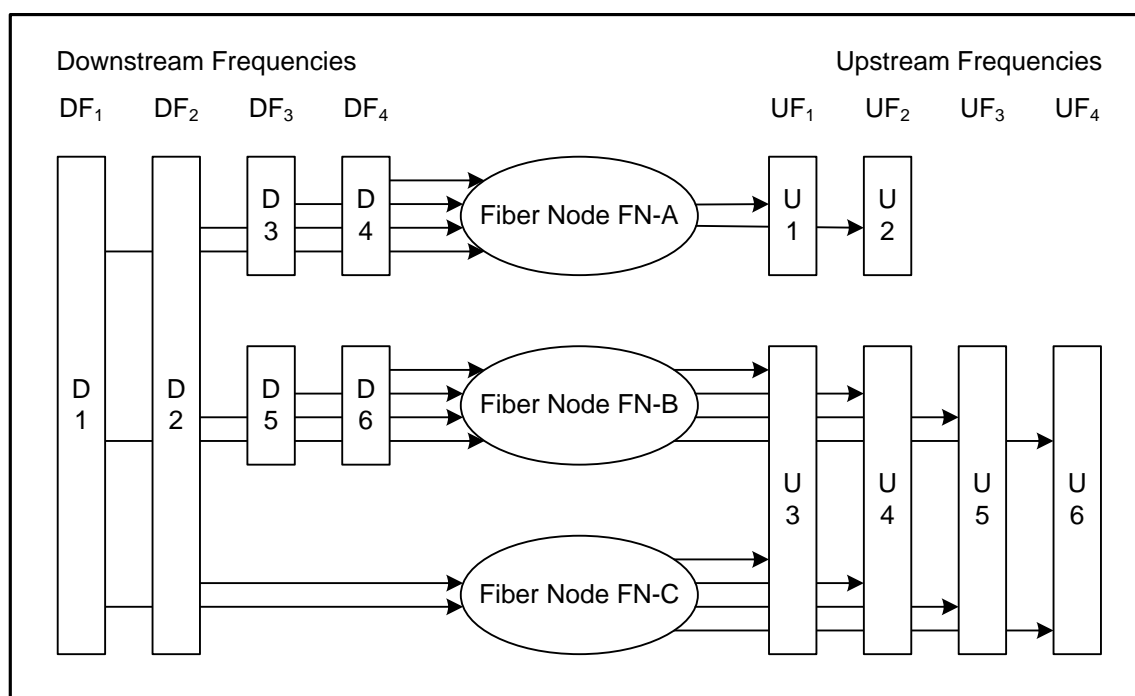 Downstream Frequencies Upstream Frequencies
DF₁ DF₂ DF₃ DF₄ UF₁ UF₂ UF₃ UF₄
D
3
D
4
Fiber Node FN-A
U
1
U
2
D
1
D
2
D
5
D
6
Fiber Node FN-B
U
3
U
4
U
5
U
6
Fiber Node FN-C